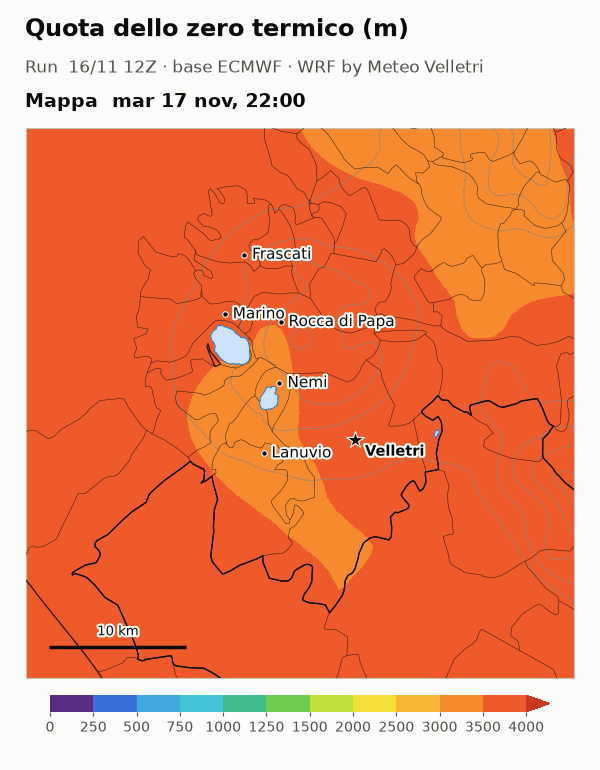 Quota dello zero termico (m)
Run  16/11 12Z · base ECMWF · WRF by Meteo Velletri
Mappa  mar 17 nov, 22:00
Frascati
Marino
Rocca di Papa
Nemi
Velletri
Lanuvio
10 km
0 250 500 750 1000 1250 1500 2000 2500 3000 3500 4000